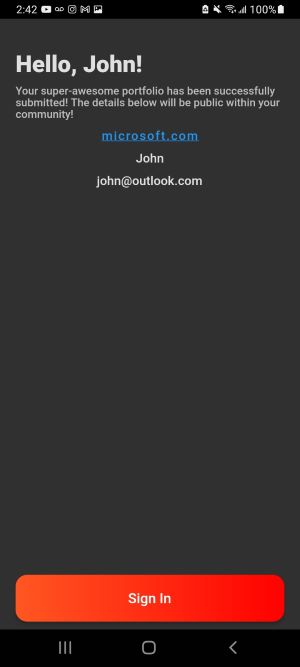 2:42
100%
Hello, John!
Your super-awesome portfolio has been successfully
submitted! The details below will be public within your
community!
microsoft.com
John
john@outlook.com
Sign In